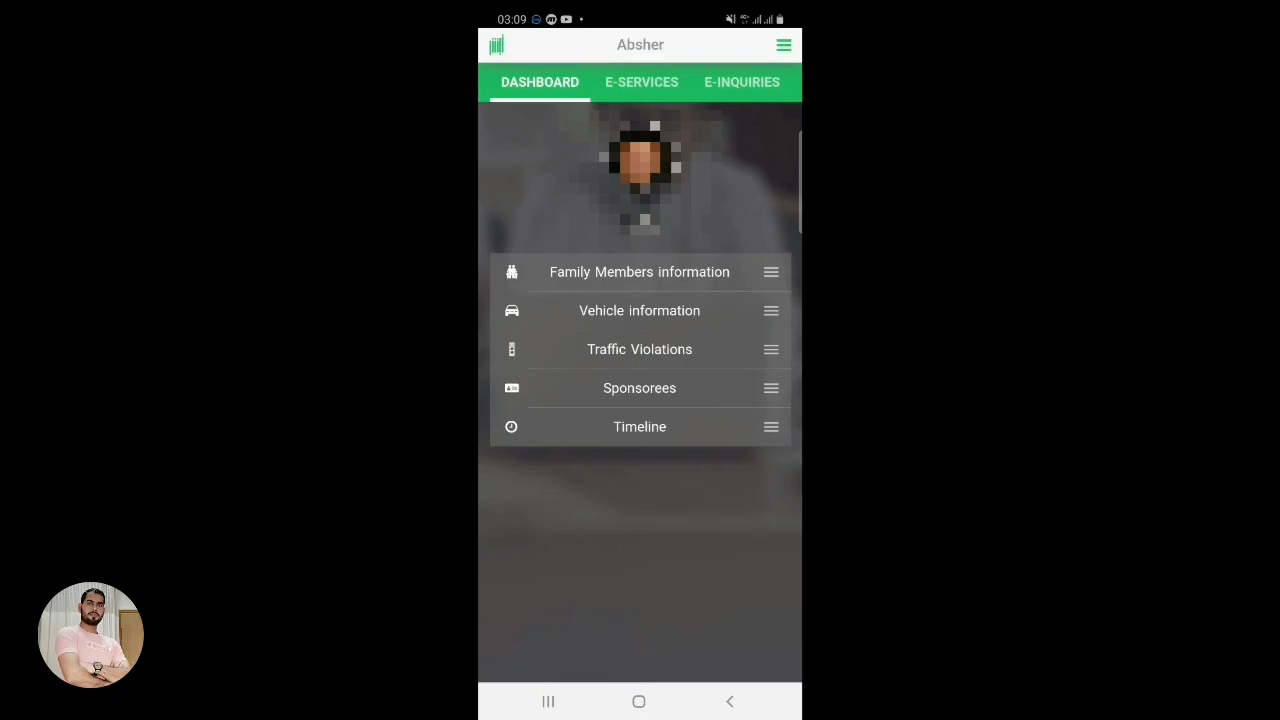 03:09
Absher
DASHBOARD E-SERVICES E-INQUIRIES
Family Members information
Vehicle information
Traffic Violations
Sponsorees
Timeline